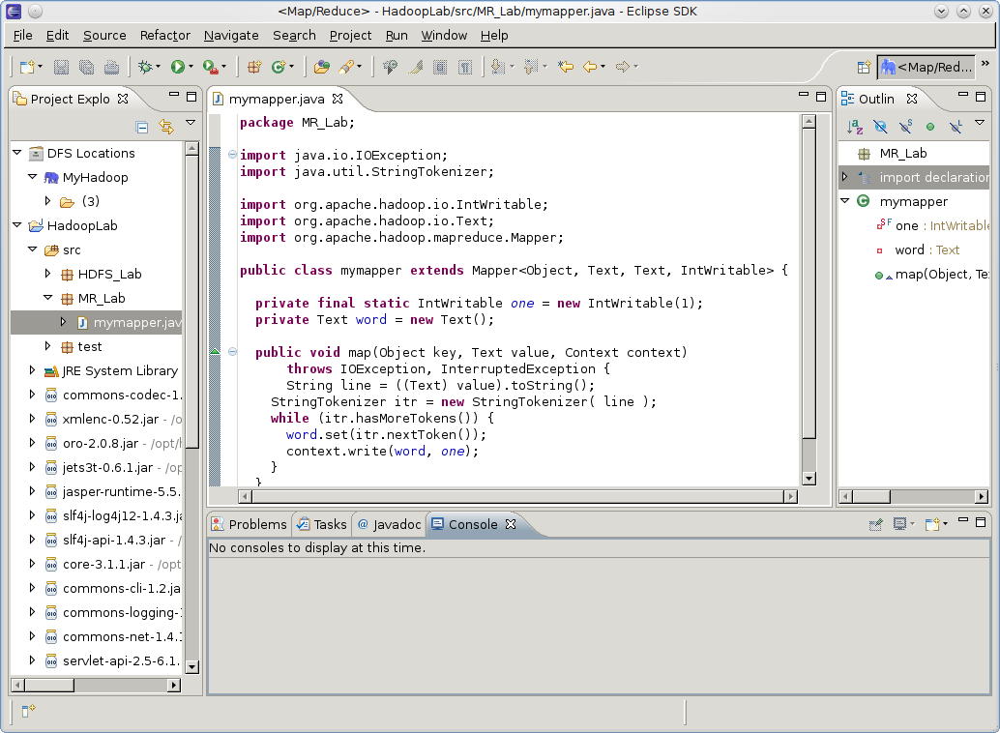 <Map/Reduce> - HadoopLab/src/MR_Lab/mymapper.java - Eclipse SDK
File Edit Source Refactor Navigate Search Project Run Window Help
<Map/Red...
Project Explo
DFS Locations
MyHadoop
(3)
HadoopLab
src
HDFS_Lab
MR_Lab
mymapper.jav
test
JRE System Library
commons-codec-1.
xmlenc-0.52.jar - /o
oro-2.0.8.jar - /opt/h
jets3t-0.6.1.jar - /op
jasper-runtime-5.5.
slf4j-log4j12-1.4.3.ja
slf4j-api-1.4.3.jar - /
core-3.1.1.jar - /opt
commons-cli-1.2.ja
commons-logging-1
commons-net-1.4.1
servlet-api-2.5-6.1.
mymapper.java
package MR_Lab;
import java.io.IOException;
import java.util.StringTokenizer;
import org.apache.hadoop.io.IntWritable;
import org.apache.hadoop.io.Text;
import org.apache.hadoop.mapreduce.Mapper;
public class mymapper extends Mapper<Object, Text, Text, IntWritable> {
private final static IntWritable one = new IntWritable(1);
private Text word = new Text();
public void map(Object key, Text value, Context context)
throws IOException, InterruptedException {
String line = ((Text) value).toString();
StringTokenizer itr = new StringTokenizer( line );
while (itr.hasMoreTokens()) {
word.set(itr.nextToken());
context.write(word, one);
}
}
Outlin
MR_Lab
import declaration
mymapper
one : IntWritable
word : Text
map(Object, Te
Problems Tasks @ Javadoc Console
No consoles to display at this time.